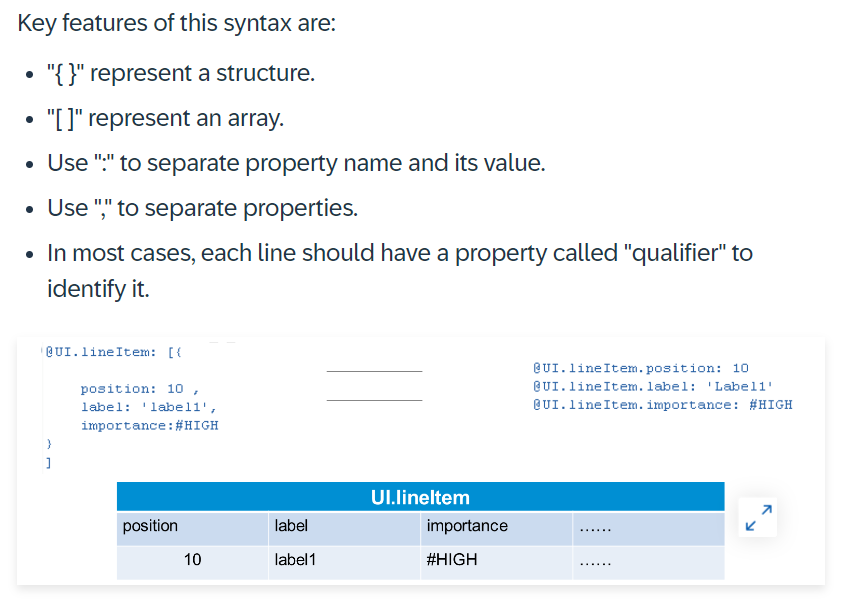 Key features of this syntax are:
"{ }" represent a structure.
"[ ]" represent an array.
Use ":" to separate property name and its value.
Use "," to separate properties.
In most cases, each line should have a property called "qualifier" to
identify it.
@UI.lineItem: [{
position: 10 ,
label: 'label1',
importance:#HIGH
}
]
@UI.lineItem.position: 10
@UI.lineItem.label: 'Label1'
@UI.lineItem.importance: #HIGH
UI.lineItem
position label importance ......
10 label1 #HIGH ......